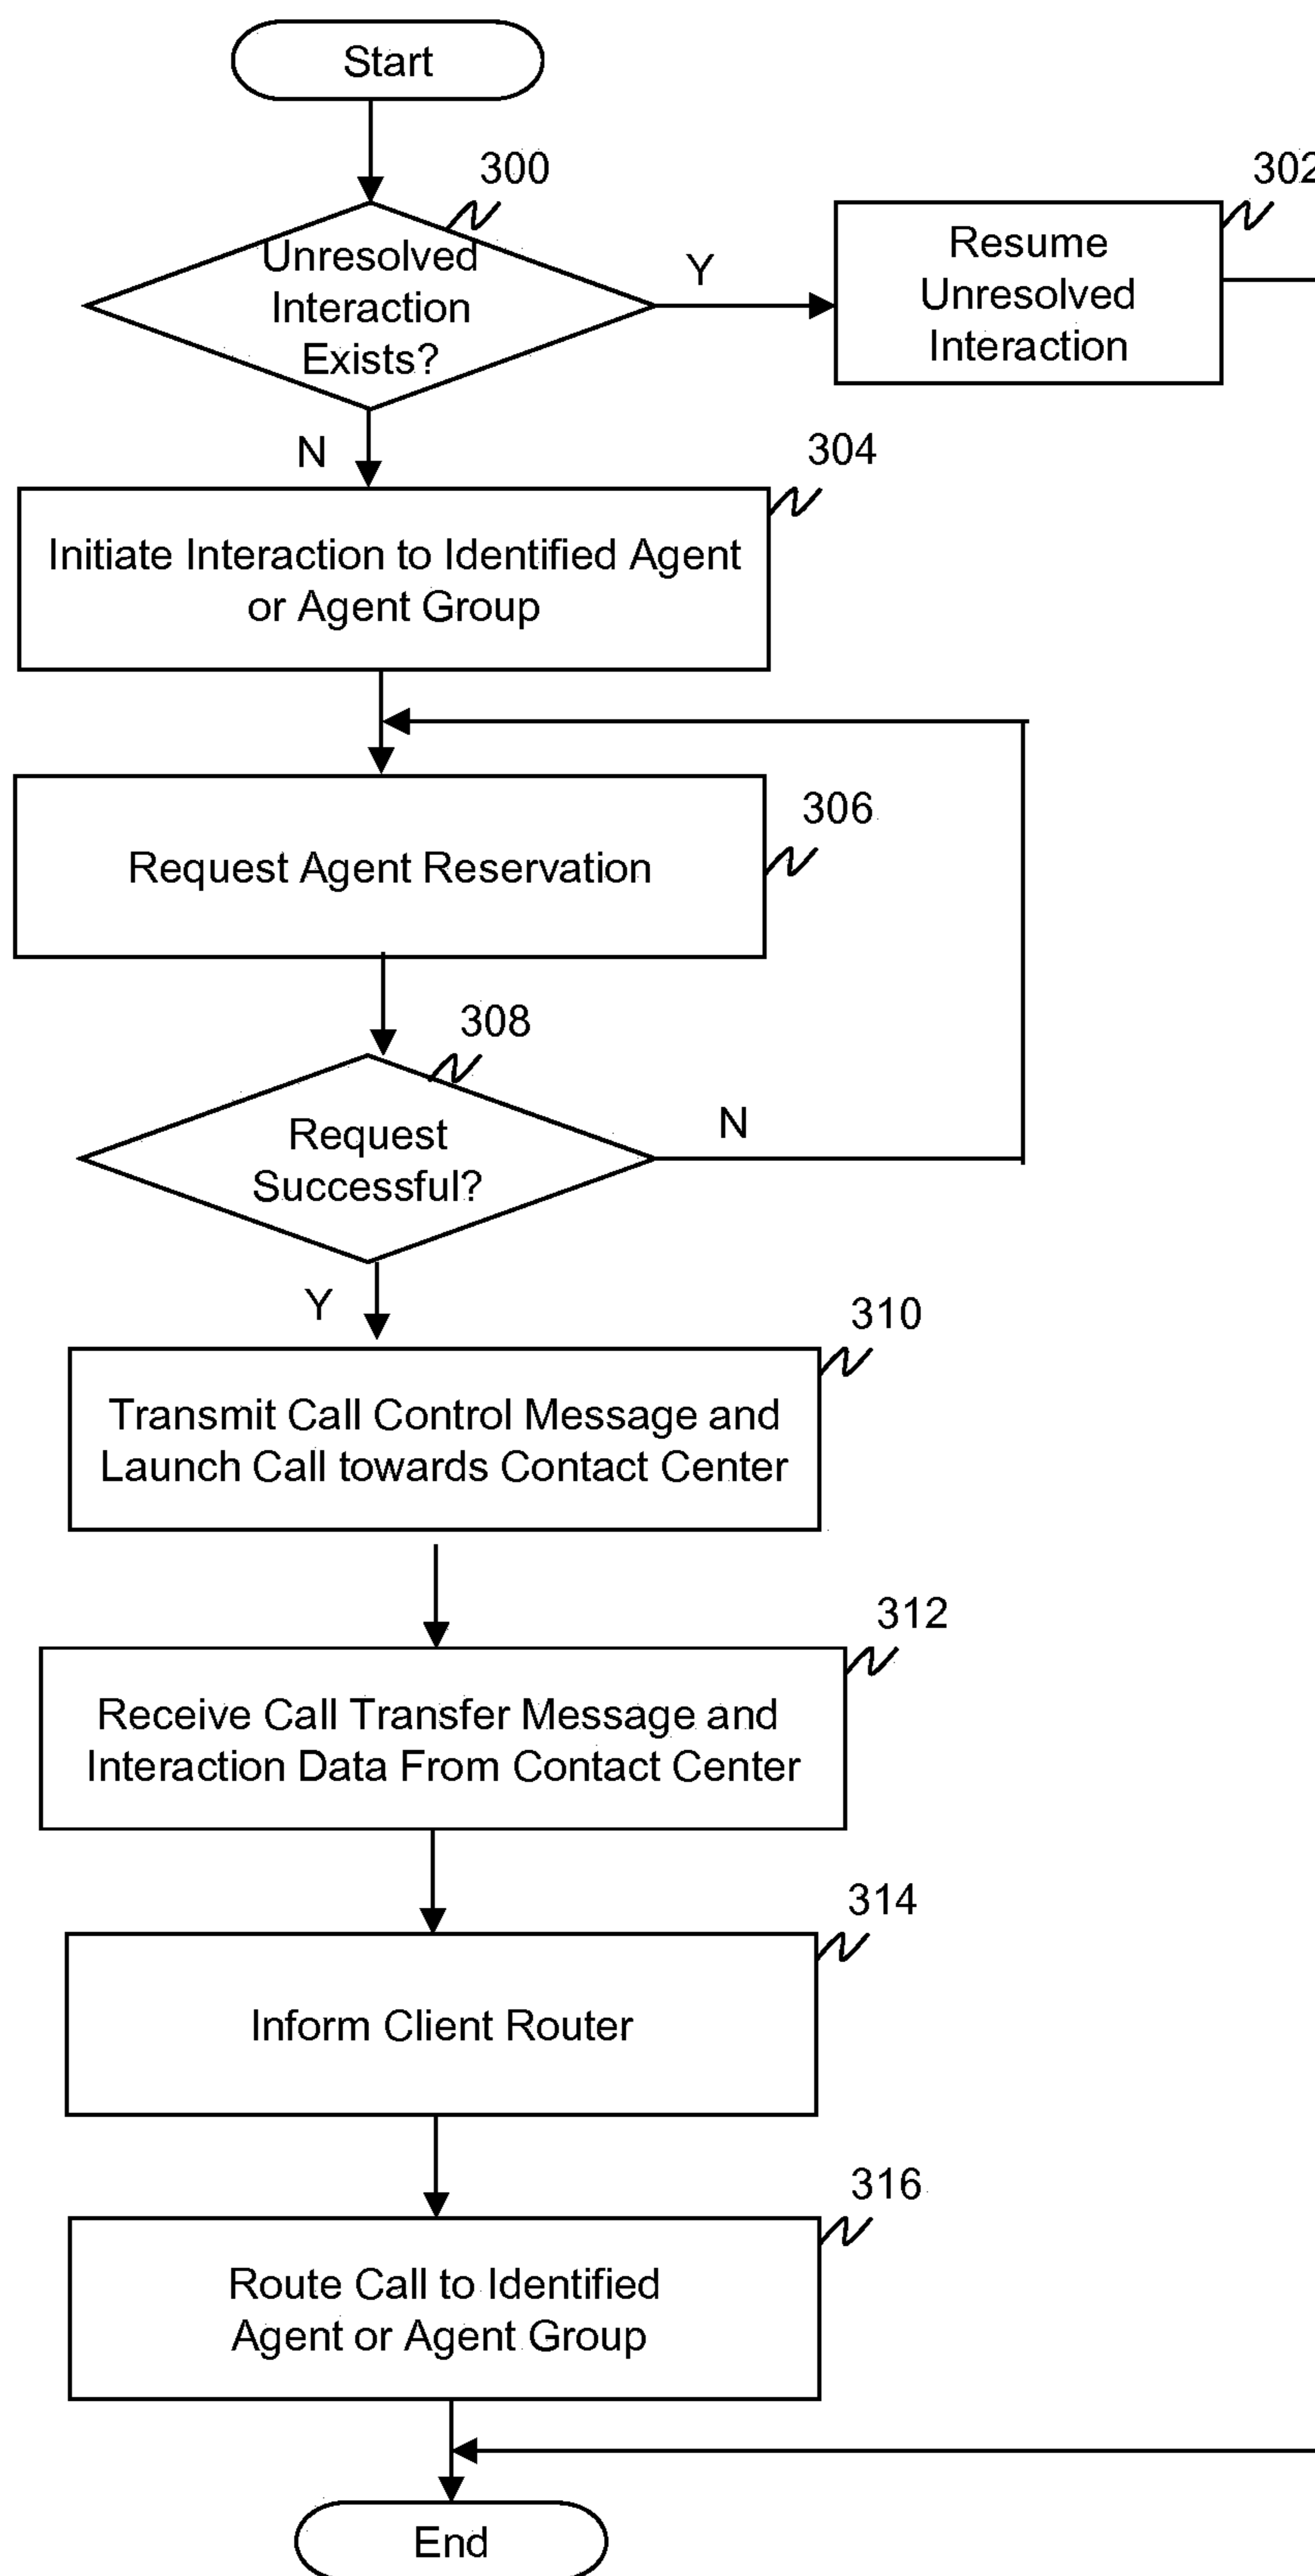 Start
300
302
Unresolved
Interaction
Exists?
Y
Resume
Unresolved
Interaction
N
304
Initiate Interaction to Identified Agent
or Agent Group
306
Request Agent Reservation
308
Request
Successful?
N
Y
310
Transmit Call Control Message and
Launch Call towards Contact Center
312
Receive Call Transfer Message and
Interaction Data From Contact Center
314
Inform Client Router
316
Route Call to Identified
Agent or Agent Group
End